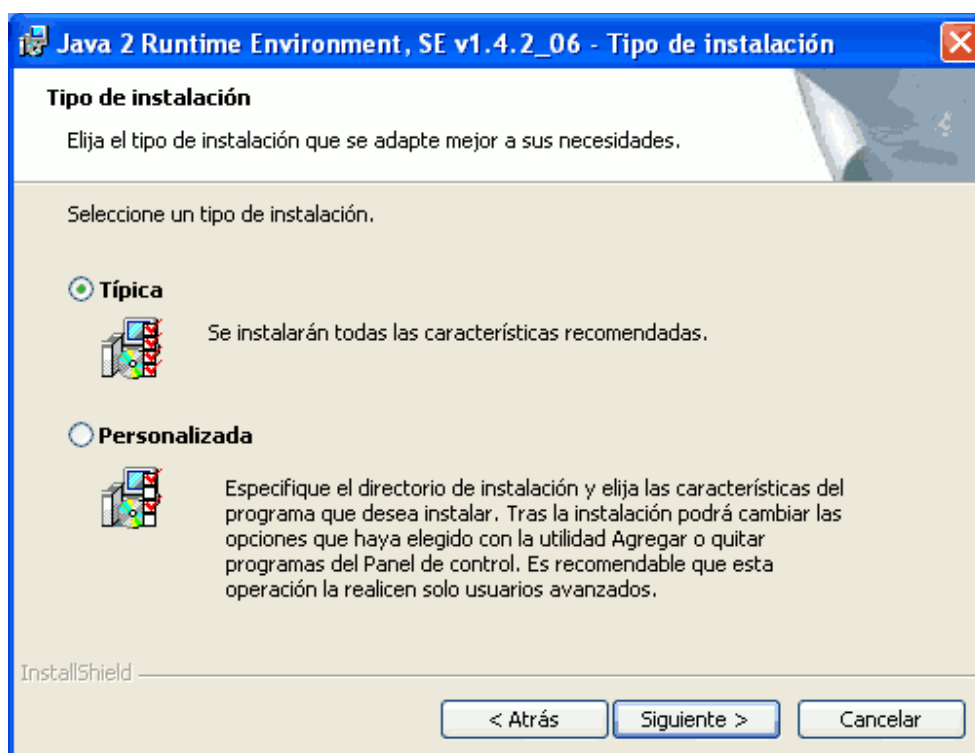 Java 2 Runtime Environment, SE v1.4.2_06 - Tipo de instalación
Tipo de instalación
Elija el tipo de instalación que se adapte mejor a sus necesidades.
Seleccione un tipo de instalación.
Típica
Se instalarán todas las características recomendadas.
Personalizada
Especifique el directorio de instalación y elija las características del
programa que desea instalar. Tras la instalación podrá cambiar las
opciones que haya elegido con la utilidad Agregar o quitar
programas del Panel de control. Es recomendable que esta
operación la realicen solo usuarios avanzados.
InstallShield
< Atrás
Siguiente >
Cancelar